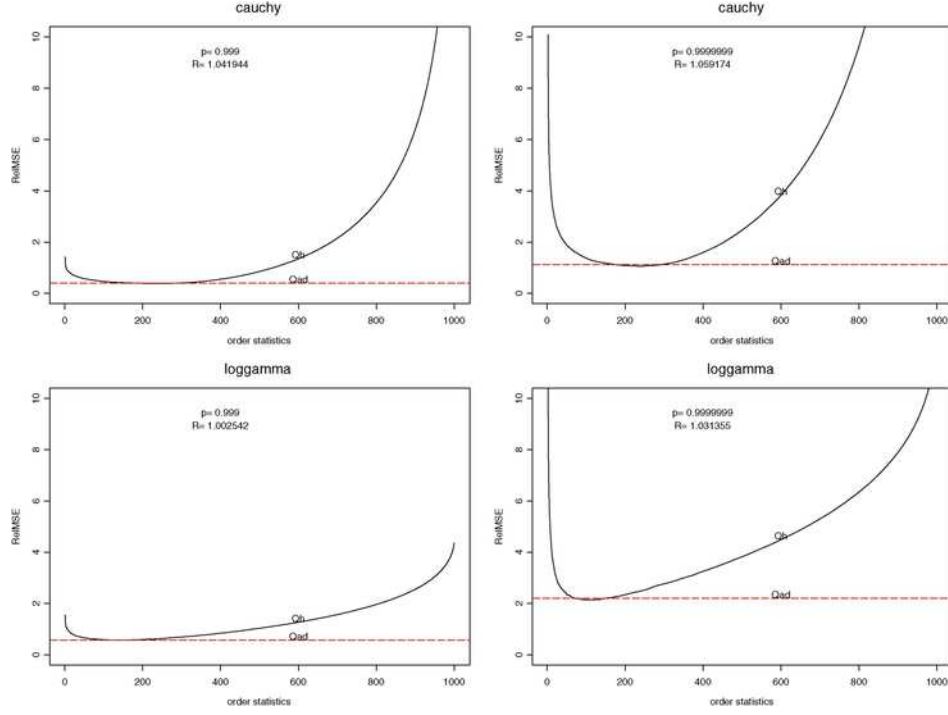 cauchy
p= 0.999
R= 1.041944
Qh
Qad
RelMSE
0 2 4 6 8 10
0 200 400 600 800 1000
order statistics
cauchy
p= 0.9999999
R= 1.059174
Qh
Qad
RelMSE
0 2 4 6 8 10
0 200 400 600 800 1000
order statistics
loggamma
p= 0.999
R= 1.002542
Qh
Qad
RelMSE
0 2 4 6 8 10
0 200 400 600 800 1000
order statistics
loggamma
p= 0.9999999
R= 1.031355
Qh
Qad
RelMSE
0 2 4 6 8 10
0 200 400 600 800 1000
order statistics